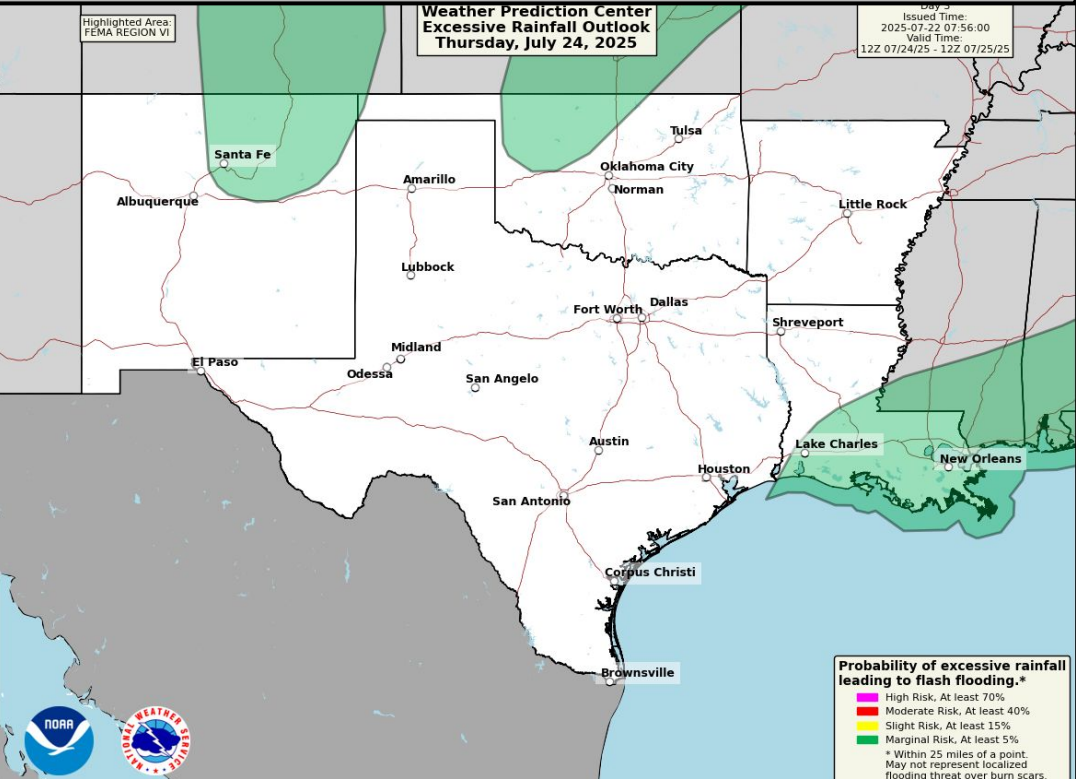 Highlighted Area:
FEMA REGION VI
Weather Prediction Center
Excessive Rainfall Outlook
Thursday, July 24, 2025
Day 3
Issued Time:
2025-07-22 07:56:00
Valid Time:
12Z 07/24/25 - 12Z 07/25/25
Tulsa
Santa Fe
Oklahoma City
Amarillo
Norman
Albuquerque
Little Rock
Lubbock
Dallas
Fort Worth
Shreveport
Midland
El Paso
Odessa
San Angelo
Austin
Lake Charles
New Orleans
Houston
San Antonio
Corpus Christi
Brownsville
Probability of excessive rainfall
leading to flash flooding.*
High Risk, At least 70%
Moderate Risk, At least 40%
Slight Risk, At least 15%
Marginal Risk, At least 5%
* Within 25 miles of a point.
May not represent localized
flooding threat over burn scars.
NOAA
NATIONAL WEATHER SERVICE